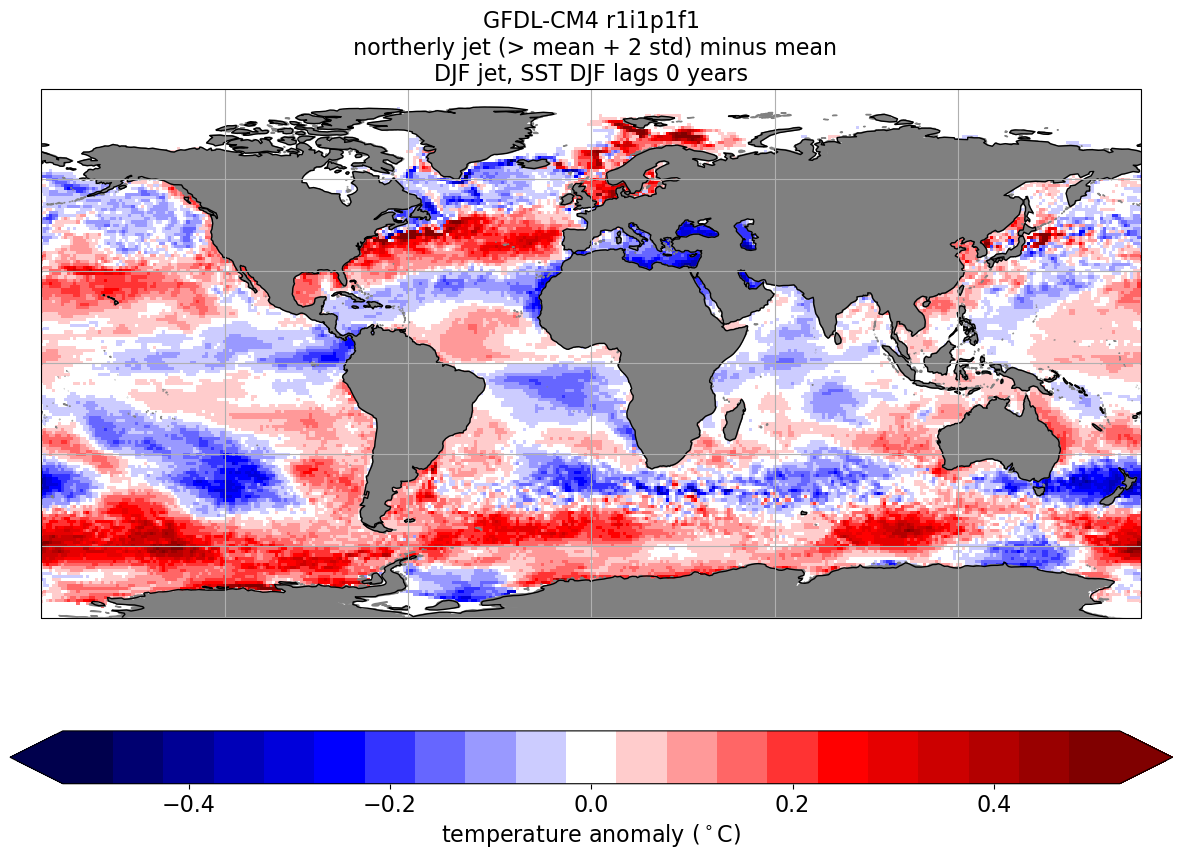 GFDL-CM4 r1i1p1f1
northerly jet (> mean + 2 std) minus mean
DJF jet, SST DJF lags 0 years
−0.4 −0.2 0.0 0.2 0.4
temperature anomaly (°C)